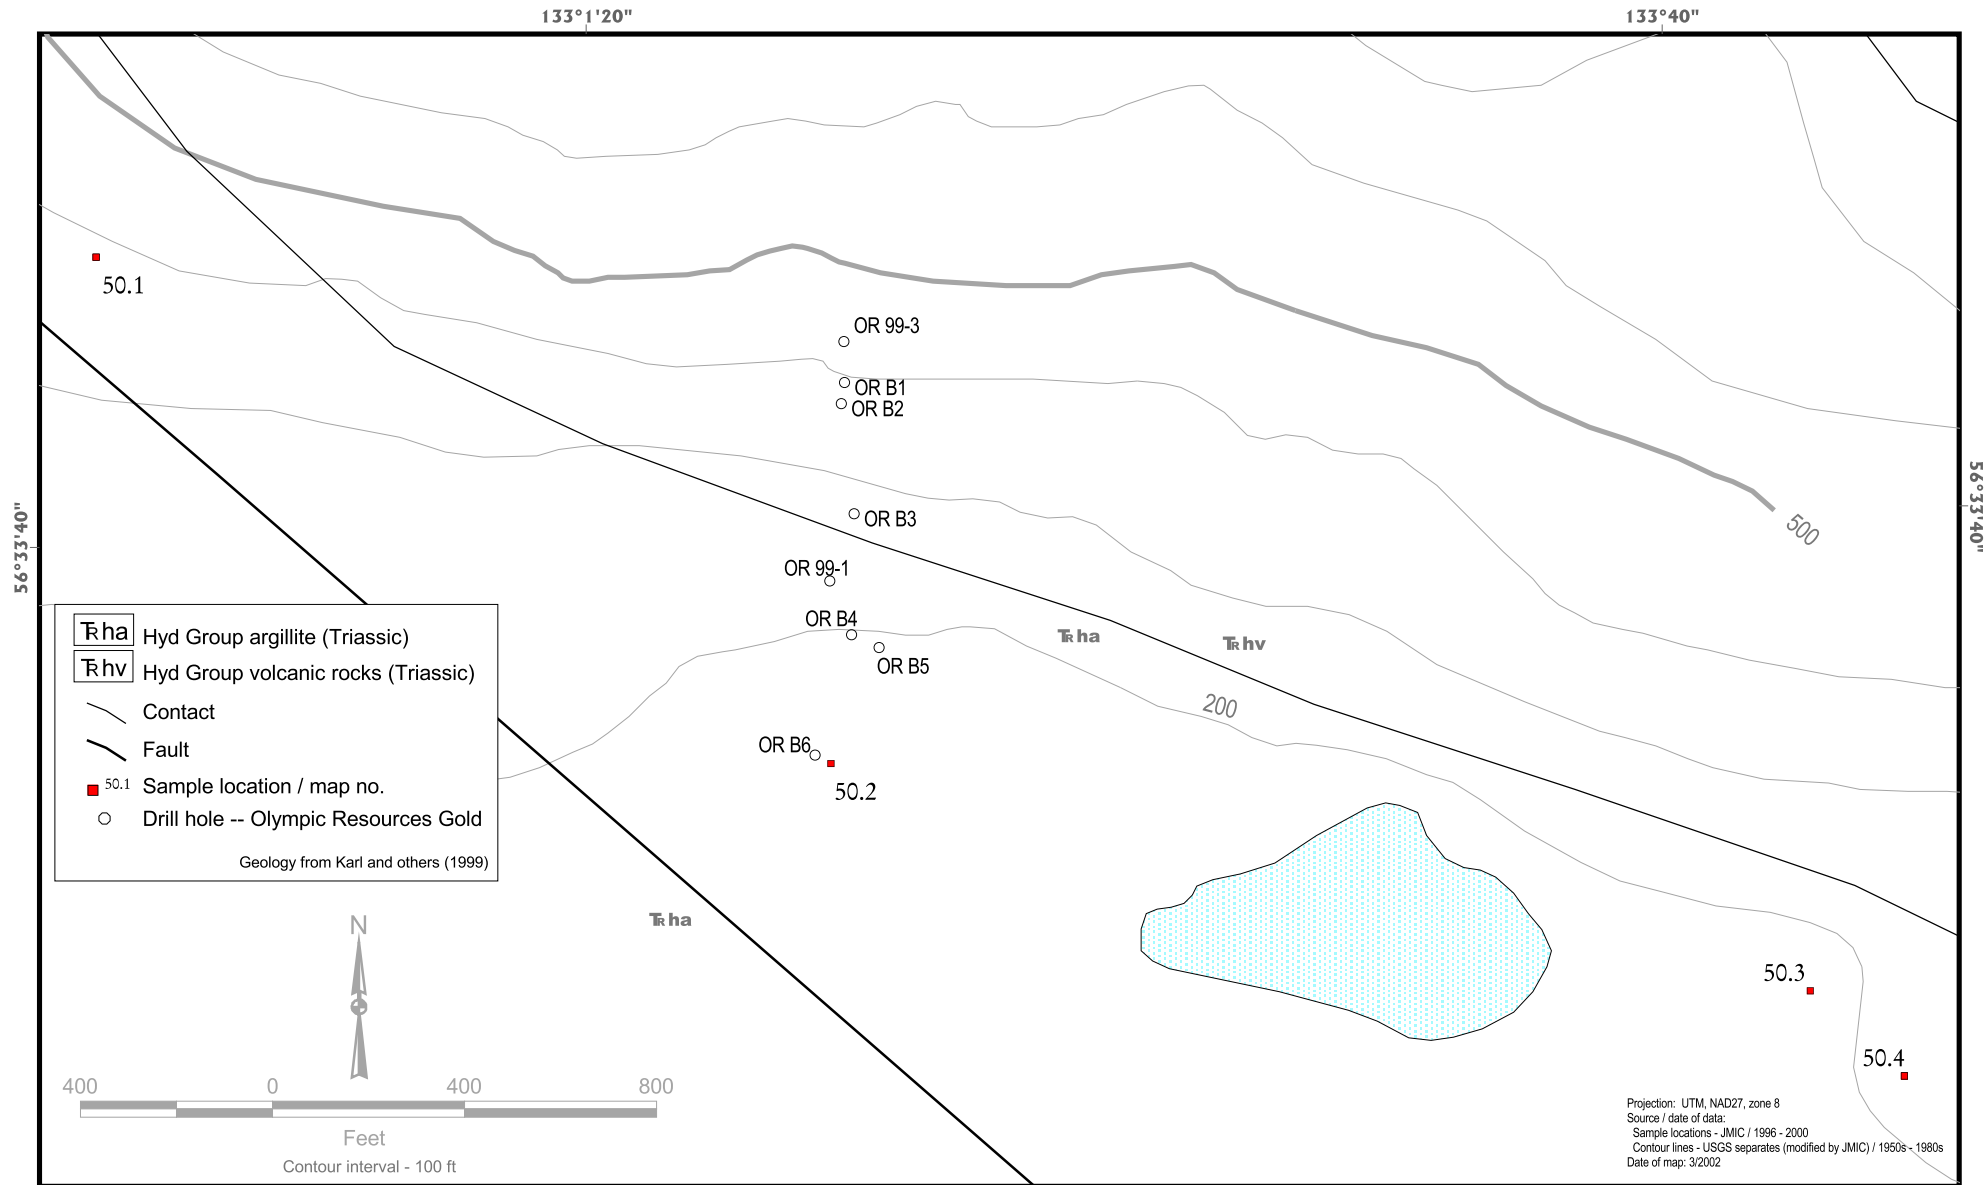 133°1'20"
133°40"
50.1
OR 99-3
OR B1
OR B2
56°33'40"
56°33'40"
OR B3
500
OR 99-1
OR B4
OR B5
TRha
TRhv
200
OR B6
50.2
TRha Hyd Group argillite (Triassic)
TRhv Hyd Group volcanic rocks (Triassic)
Contact
Fault
50.1 Sample location / map no.
Drill hole -- Olympic Resources Gold
Geology from Karl and others (1999)
TRha
N
50.3
50.4
400 0 400 800
Feet
Contour interval - 100 ft
Projection: UTM, NAD27, zone 8
Source / date of data:
Sample locations - JMIC / 1996 - 2000
Contour lines - USGS separates (modified by JMIC) / 1950s - 1980s
Date of map: 3/2002